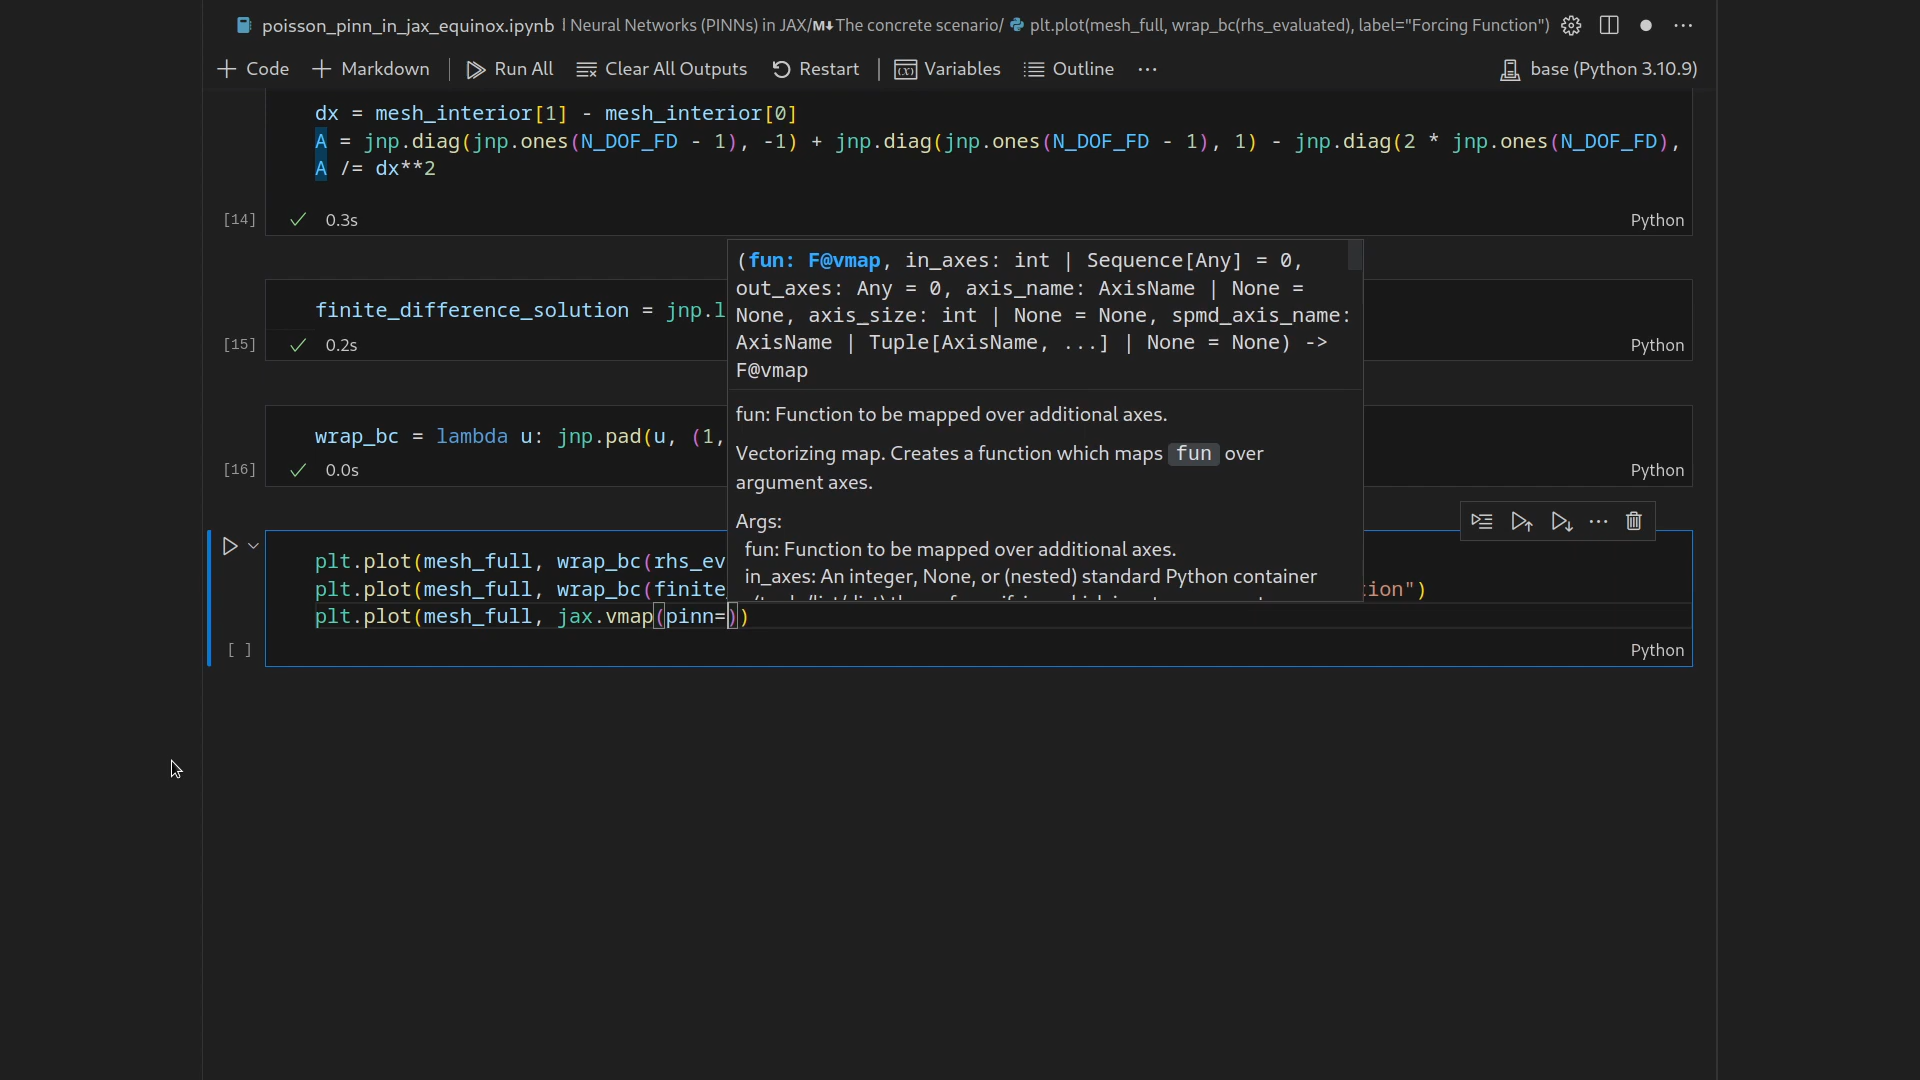 poisson_pinn_in_jax_equinox.ipynb l Neural Networks (PINNs) in JAX/M↓The concrete scenario/ plt.plot(mesh_full, wrap_bc(rhs_evaluated), label="Forcing Function") ···
+ Code + Markdown | Run All Clear All Outputs Restart | Variables Outline ··· base (Python 3.10.9)
dx = mesh_interior[1] - mesh_interior[0]
A = jnp.diag(jnp.ones(N_DOF_FD - 1), -1) + jnp.diag(jnp.ones(N_DOF_FD - 1), 1) - jnp.diag(2 * jnp.ones(N_DOF_FD),
A /= dx**2
[14] 0.3s Python
(fun: F@vmap, in_axes: int | Sequence[Any] = 0,
out_axes: Any = 0, axis_name: AxisName | None =
None, axis_size: int | None = None, spmd_axis_name:
AxisName | Tuple[AxisName, ...] | None = None) ->
F@vmap
fun: Function to be mapped over additional axes.
Vectorizing map. Creates a function which maps fun over
argument axes.
Args:
fun: Function to be mapped over additional axes.
in_axes: An integer, None, or (nested) standard Python container
finite_difference_solution = jnp.l
[15] 0.2s Python
wrap_bc = lambda u: jnp.pad(u, (1,
[16] 0.0s Python
plt.plot(mesh_full, wrap_bc(rhs_ev
plt.plot(mesh_full, wrap_bc(finite tion")
plt.plot(mesh_full, jax.vmap(pinn=))
[ ] Python